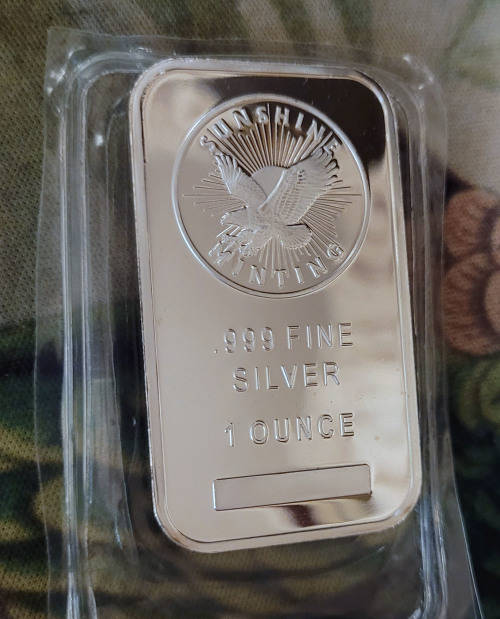 SUNSHINE
MINTING
.999 FINE
SILVER
1 OUNCE